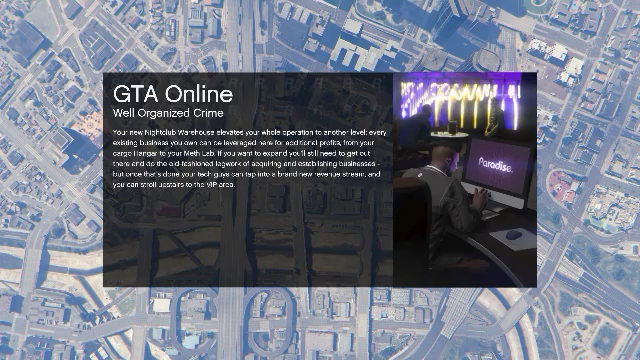 GTA Online
Well Organized Crime
Your new Nightclub Warehouse elevates your whole operation to another level: every
existing business you own can be leveraged here for additional profits, from your
cargo Hangar to your Meth Lab. If you want to expand you'll still need to get out
there and do the old-fashioned legwork of acquiring and establishing businesses -
but once that's done your tech guys can tap into a brand new revenue stream, and
you can stroll upstairs to the VIP area.
Paradise.